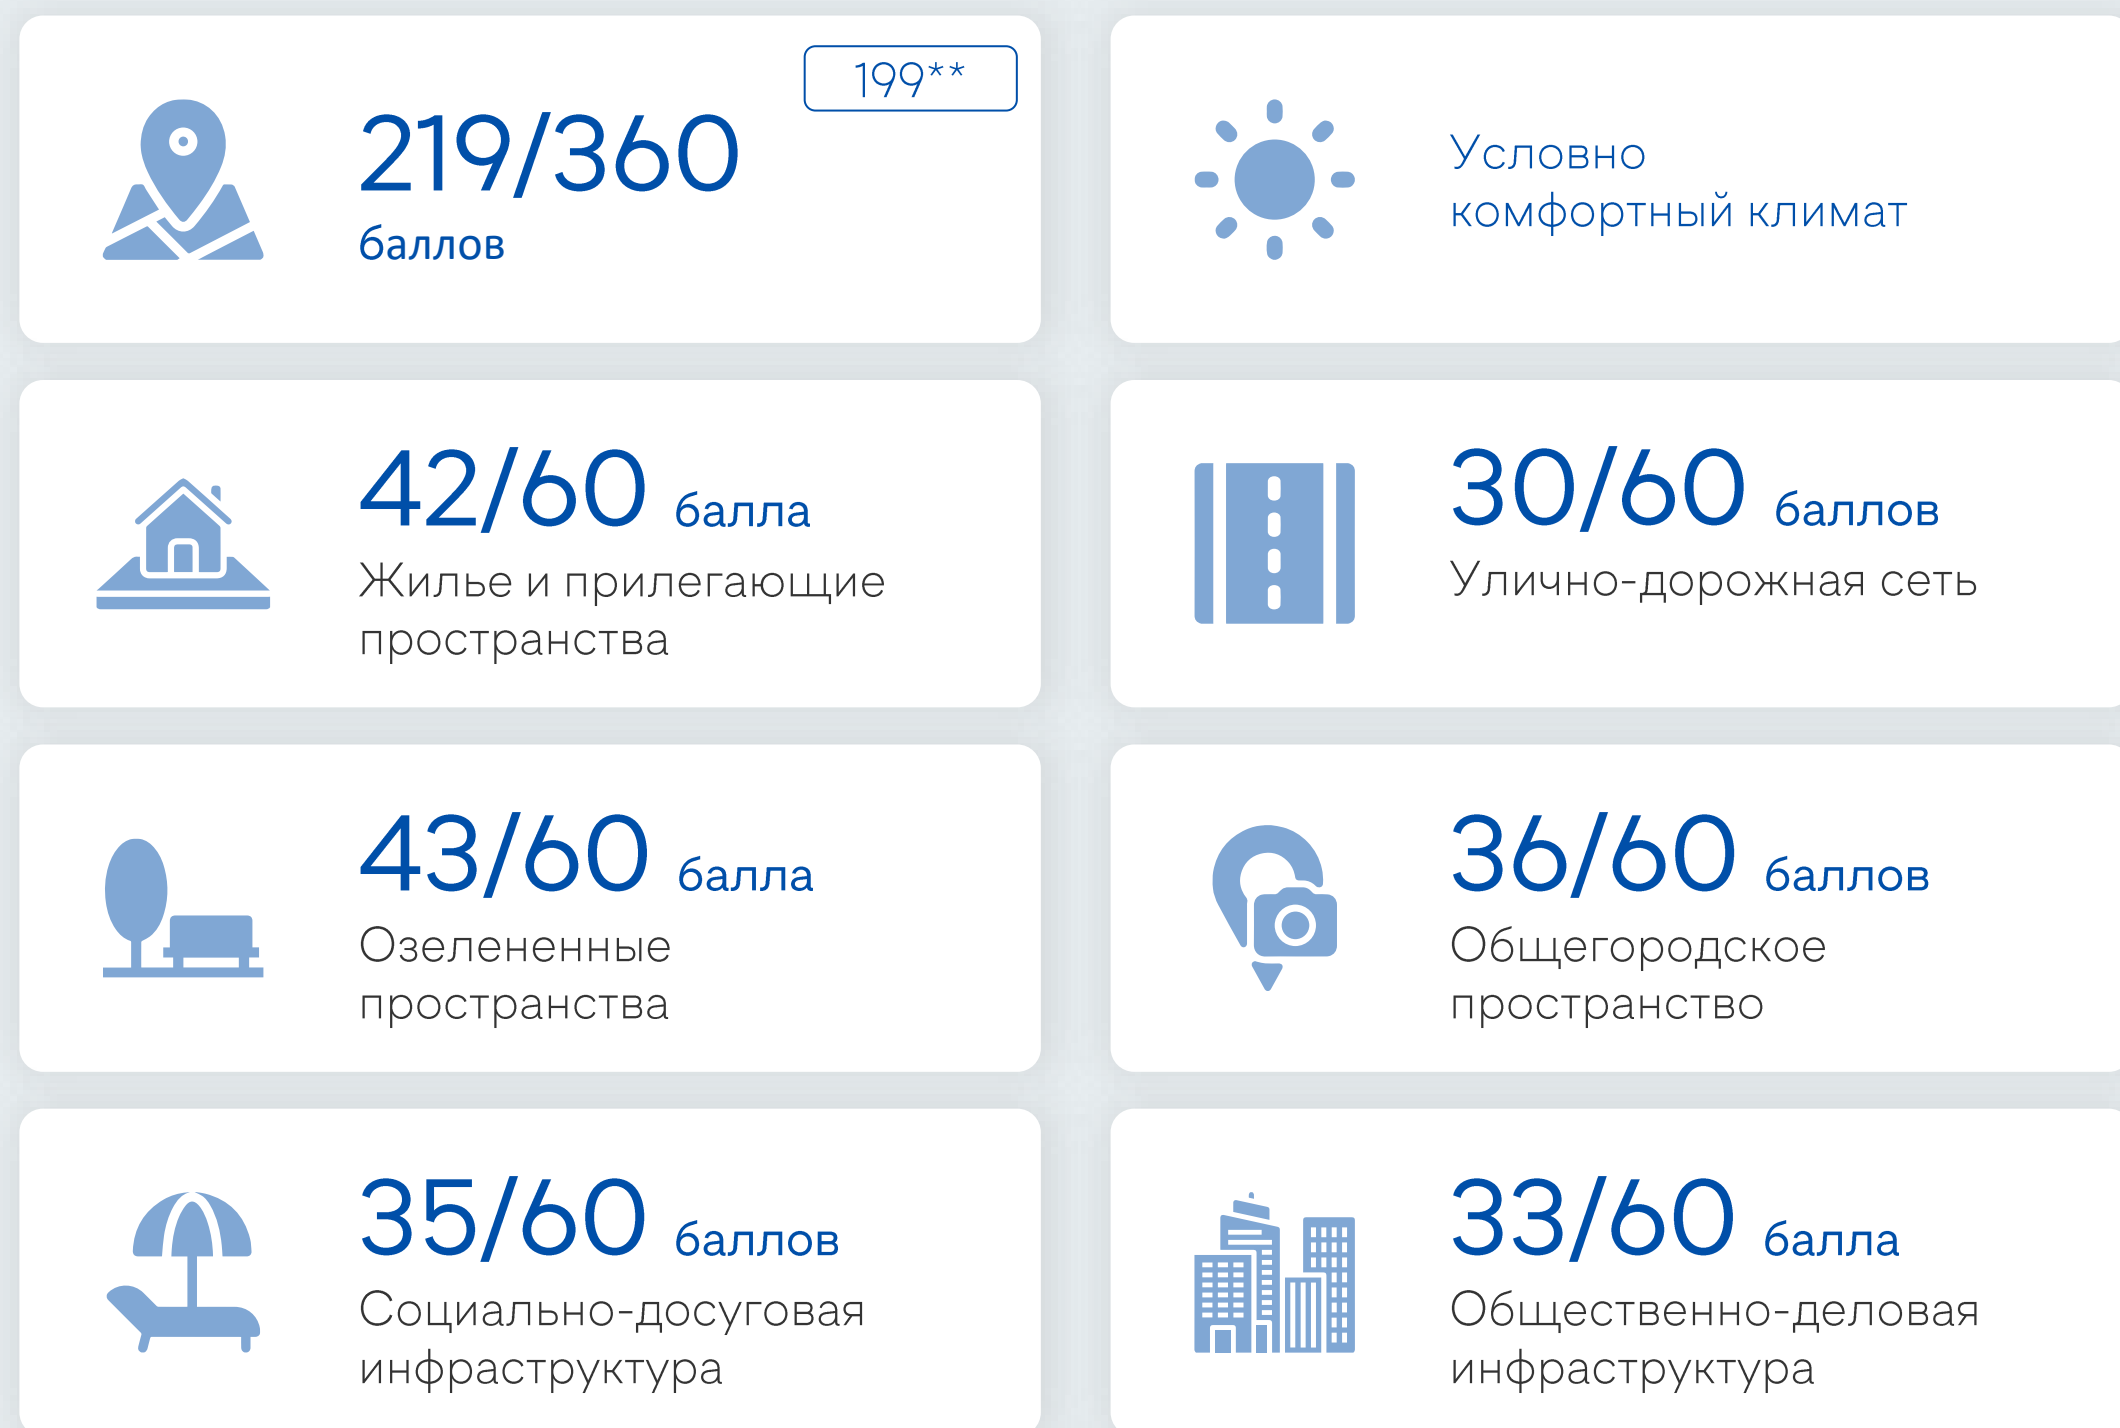 199**
219/360
баллов
Условно
комфортный климат
42/60 балла
Жилье и прилегающие
пространства
30/60 баллов
Улично-дорожная сеть
43/60 балла
Озелененные
пространства
36/60 баллов
Общегородское
пространство
35/60 баллов
Социально-досуговая
инфраструктура
33/60 балла
Общественно-деловая
инфраструктура